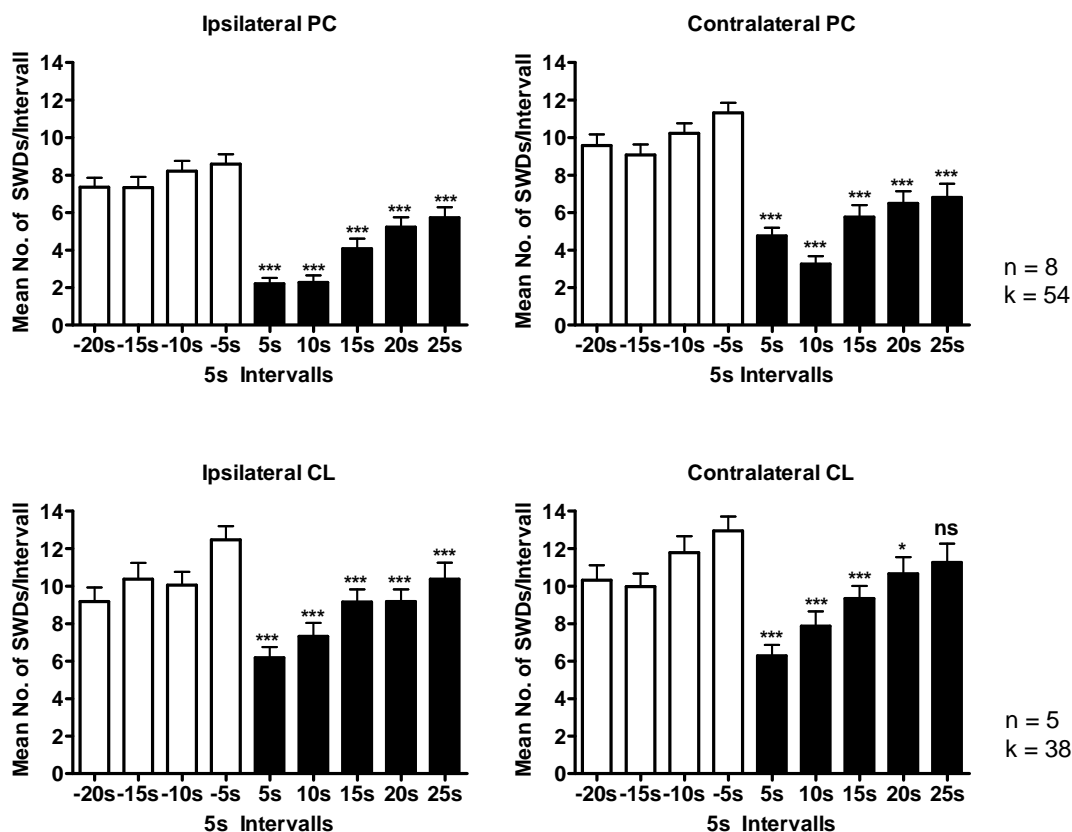 Ipsilateral PC
Mean No. of SWDs/Intervall
14
12
10
8
6
4
2
0
*** *** *** *** ***
-20s -15s -10s -5s 5s 10s 15s 20s 25s
5s Intervalls
Contralateral PC
Mean No. of SWDs/Intervall
14
12
10
8
6
4
2
0
*** *** *** *** ***
-20s -15s -10s -5s 5s 10s 15s 20s 25s
5s Intervalls
n = 8
k = 54
Ipsilateral CL
Mean No. of SWDs/Intervall
14
12
10
8
6
4
2
0
*** *** *** *** ***
-20s -15s -10s -5s 5s 10s 15s 20s 25s
5s Intervalls
Contralateral CL
Mean No. of SWDs/Intervall
14
12
10
8
6
4
2
0
*** *** *** * ns
-20s -15s -10s -5s 5s 10s 15s 20s 25s
5s Intervalls
n = 5
k = 38